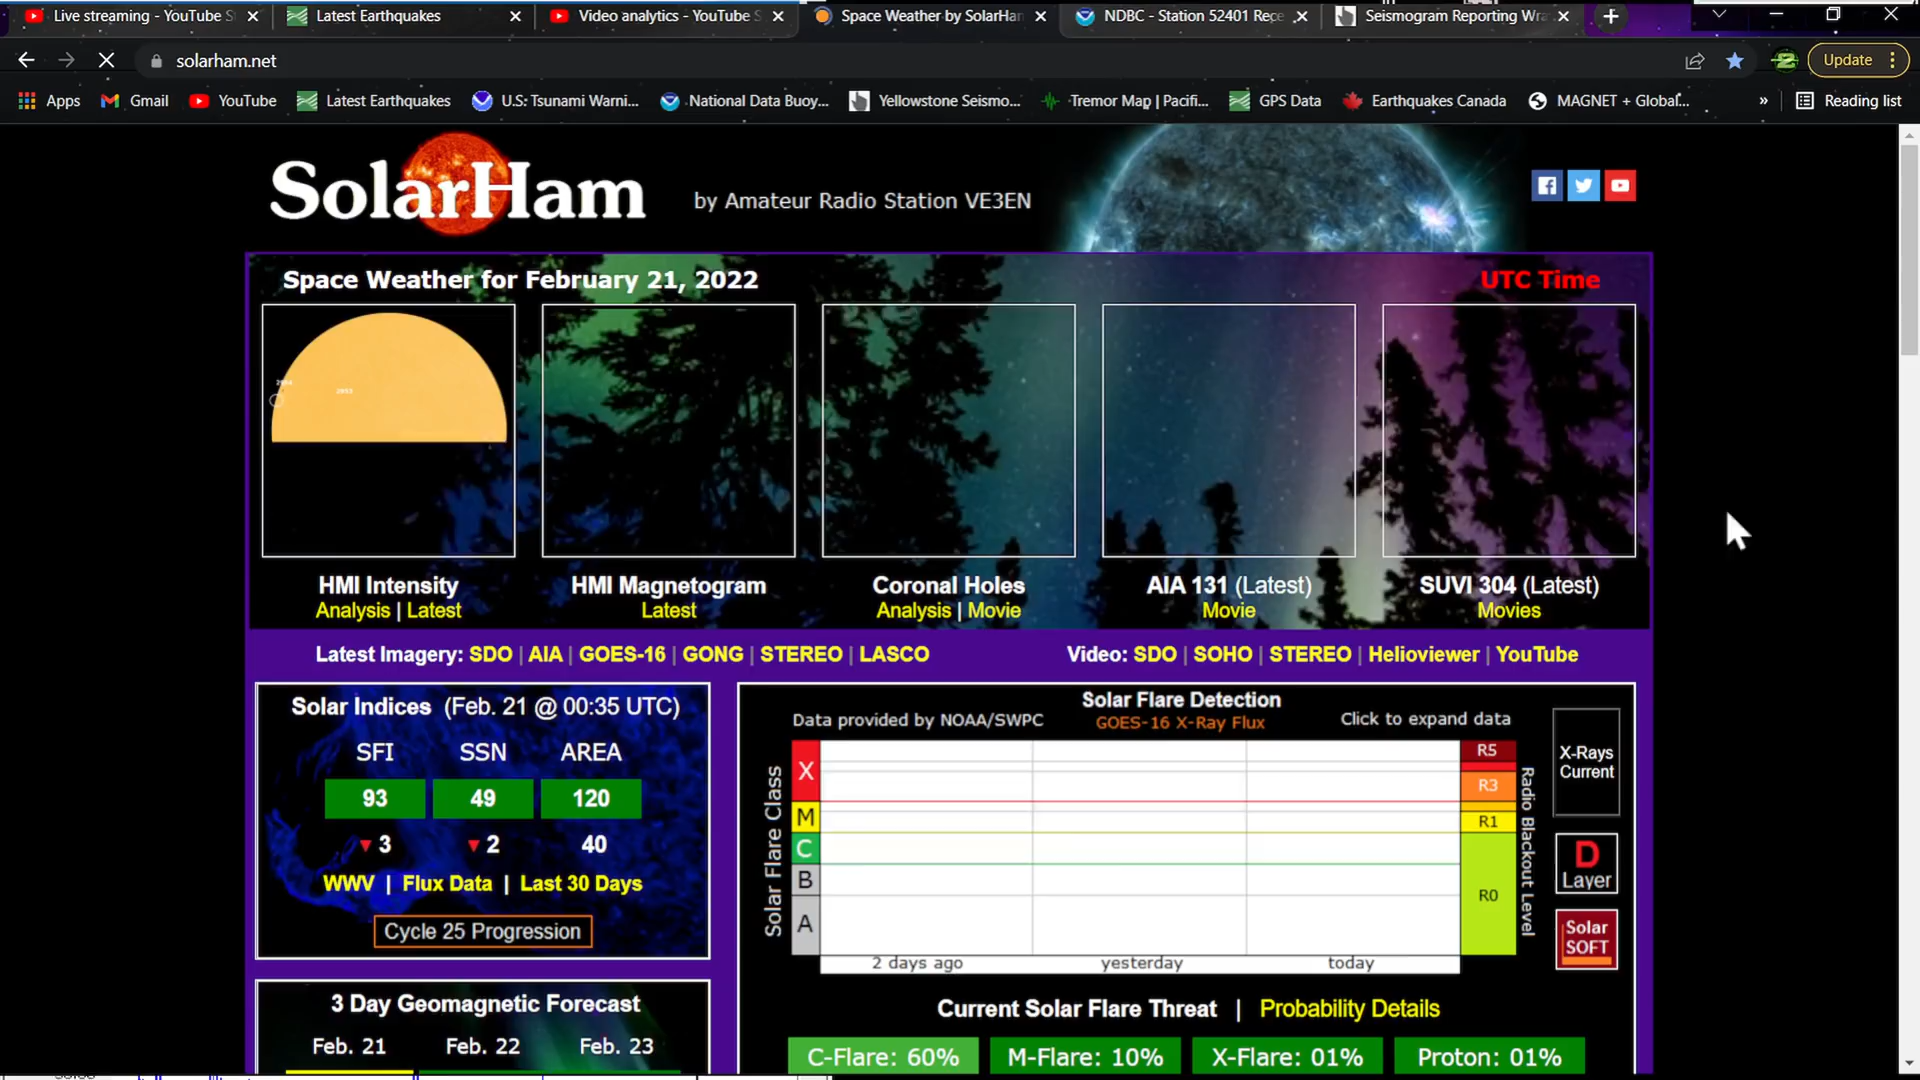 Live streaming - YouTube S
Latest Earthquakes
Video analytics - YouTube S
Space Weather by SolarHam
NDBC - Station 52401 Rece
Seismogram Reporting Wra
solarham.net
Update
Apps
Gmail
YouTube
Latest Earthquakes
U.S. Tsunami Warni...
National Data Buoy...
Yellowstone Seismo...
Tremor Map | Pacifi...
GPS Data
Earthquakes Canada
MAGNET + Global...
»
Reading list
SolarHam
by Amateur Radio Station VE3EN
Space Weather for February 21, 2022
UTC Time
HMI Intensity
Analysis | Latest
HMI Magnetogram
Latest
Coronal Holes
Analysis | Movie
AIA 131 (Latest)
Movie
SUVI 304 (Latest)
Movies
Latest Imagery: SDO | AIA | GOES-16 | GONG | STEREO | LASCO
Video: SDO | SOHO | STEREO | Helioviewer | YouTube
Solar Indices (Feb. 21 @ 00:35 UTC)
SFI SSN AREA
93 49 120
3 2 40
WWV | Flux Data | Last 30 Days
Cycle 25 Progression
3 Day Geomagnetic Forecast
Feb. 21 Feb. 22 Feb. 23
Solar Flare Detection
Data provided by NOAA/SWPC
GOES-16 X-Ray Flux
Click to expand data
Solar Flare Class
X
M
C
B
A
R5
R3
R1
R0
Radio Blackout Level
2 days ago yesterday today
X-Rays
Current
D
Layer
Solar
SOFT
Current Solar Flare Threat | Probability Details
C-Flare: 60% M-Flare: 10% X-Flare: 01% Proton: 01%